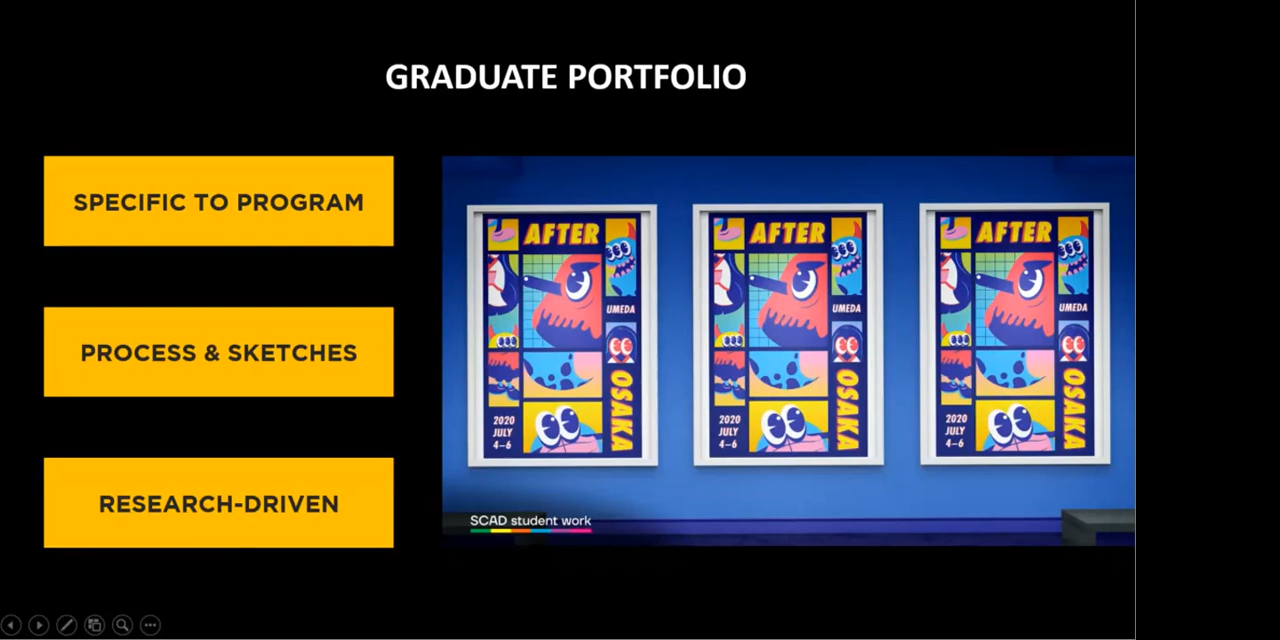 GRADUATE PORTFOLIO
SPECIFIC TO PROGRAM
PROCESS & SKETCHES
RESEARCH-DRIVEN
AFTER
UMEDA
OSAKA
2020
JULY
4–6
AFTER
UMEDA
OSAKA
2020
JULY
4–6
AFTER
UMEDA
OSAKA
2020
JULY
4–6
SCAD student work